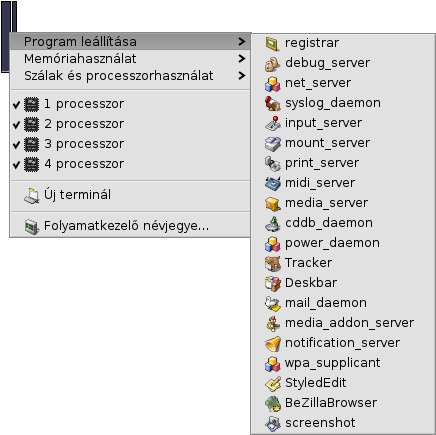 Program leállítása
Memóriahasználat
Szálak és processzorhasználat
1 processzor
2 processzor
3 processzor
4 processzor
Új terminál
Folyamatkezelő névjegye...
registrar
debug_server
net_server
syslog_daemon
input_server
mount_server
print_server
midi_server
media_server
cddb_daemon
power_daemon
Tracker
Deskbar
mail_daemon
media_addon_server
notification_server
wpa_supplicant
StyledEdit
BeZillaBrowser
screenshot